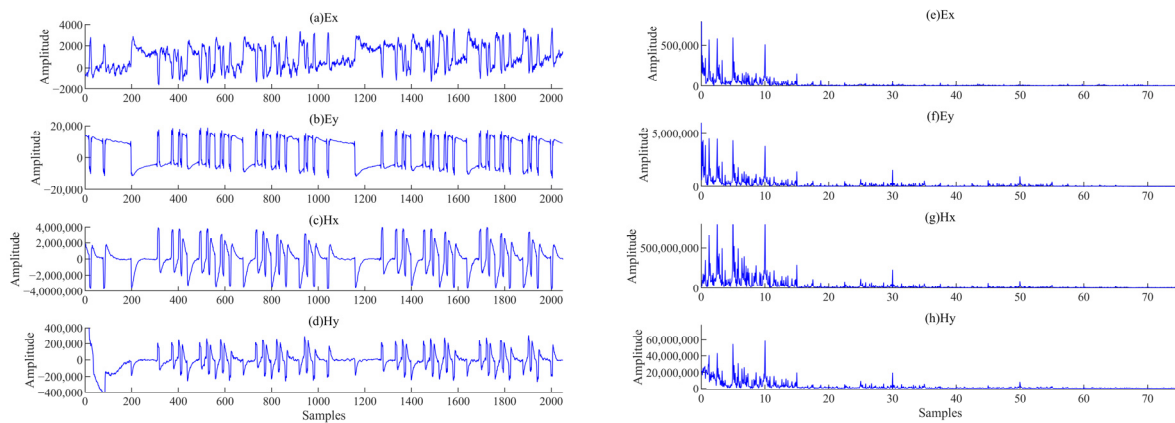 (a)Ex
Amplitude
4000
2000
0
−2000
0 200 400 600 800 1000 1200 1400 1600 1800 2000
(b)Ey
Amplitude
20,000
0
−20,000
0 200 400 600 800 1000 1200 1400 1600 1800 2000
(c)Hx
Amplitude
4,000,000
2,000,000
0
−2,0000,000
−4,0000,000
0 200 400 600 800 1000 1200 1400 1600 1800 2000
(d)Hy
Amplitude
400,000
200,000
0
−200,000
−400,000
0 200 400 600 800 1000 1200 1400 1600 1800 2000
Samples
(e)Ex
Amplitude
500,000
0
0 10 20 30 40 50 60 70
(f)Ey
Amplitude
5,000,000
0
0 10 20 30 40 50 60 70
(g)Hx
Amplitude
500,000,000
0
0 10 20 30 40 50 60 70
(h)Hy
Amplitude
60,000,000
40,000,000
20,000,000
0
0 10 20 30 40 50 60 70
Samples